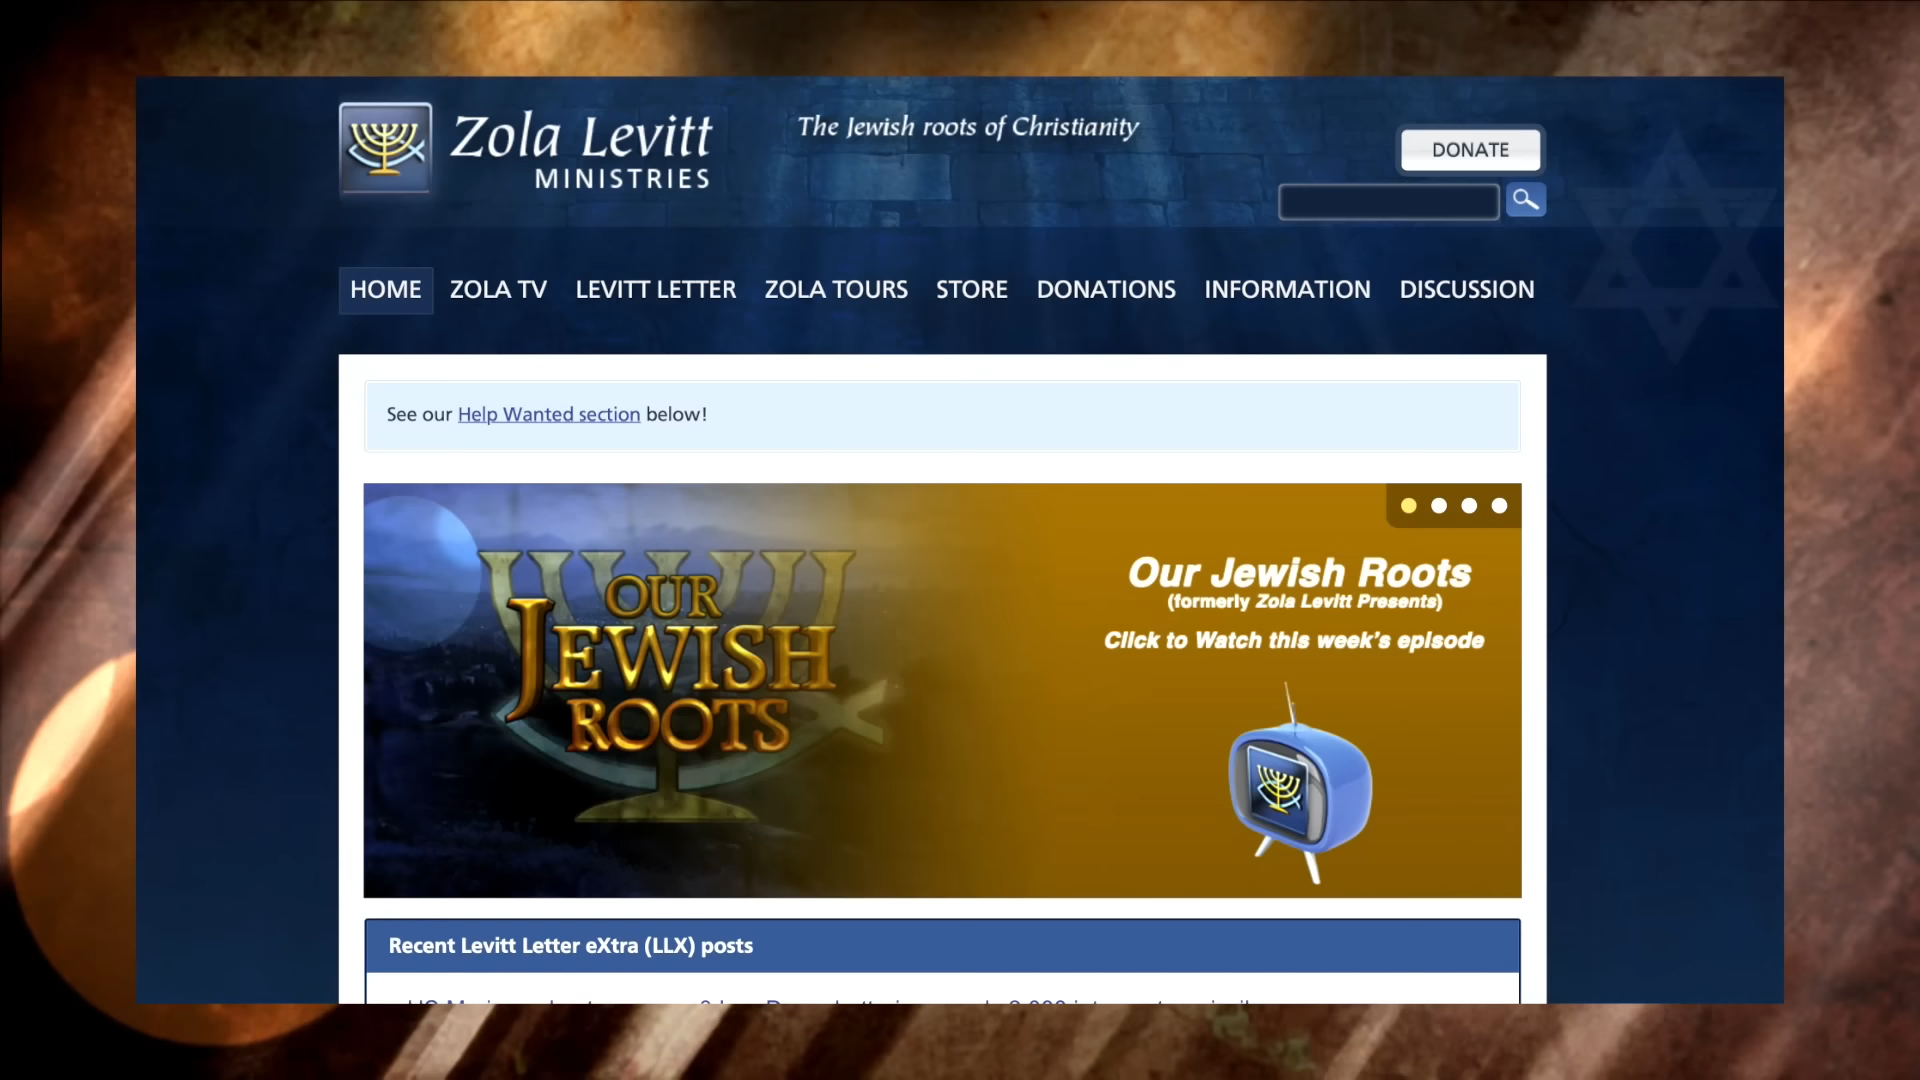 Zola Levitt
MINISTRIES
The Jewish roots of Christianity
DONATE
HOME ZOLA TV LEVITT LETTER ZOLA TOURS STORE DONATIONS INFORMATION DISCUSSION
See our Help Wanted section below!
OUR
JEWISH
ROOTS
Our Jewish Roots
(formerly Zola Levitt Presents)
Click to Watch this week's episode
Recent Levitt Letter eXtra (LLX) posts